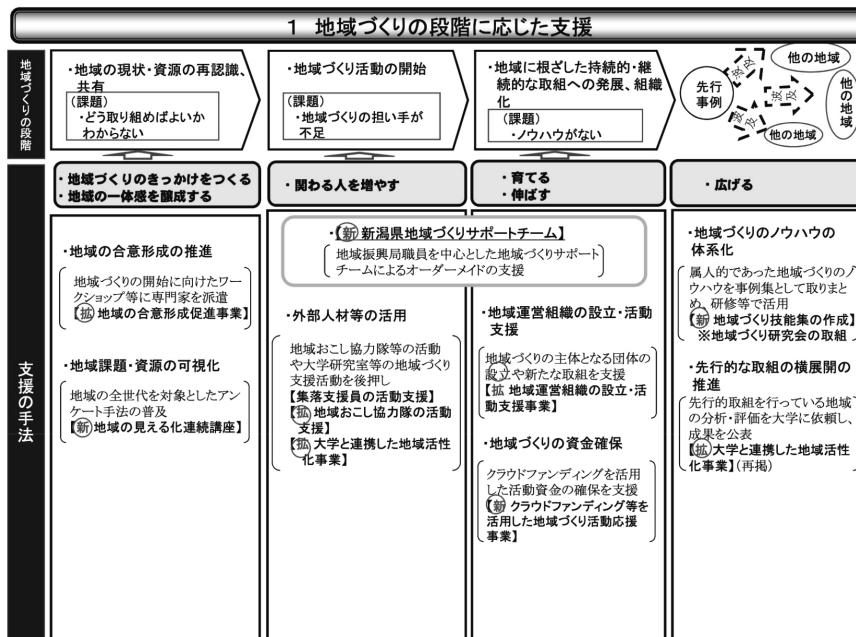 1 地域づくりの段階に応じた支援
地域づくりの段階
・地域の現状・資源の再認識、
共有
(課題)
・どう取り組めばよいか
わからない
・地域づくり活動の開始
(課題)
・地域づくりの担い手が
不足
・地域に根ざした持続的・継
続的な取組への発展、組織
化
(課題)
・ノウハウがない
先行
事例
波及
波及
波及
他の地域
他の地域
他の地域
支援の手法
・地域づくりのきっかけをつくる
・地域の一体感を醸成する
・関わる人を増やす
・育てる
・伸ばす
・広げる
・【新 新潟県地域づくりサポートチーム】
地域振興局職員を中心とした地域づくりサポート
チームによるオーダーメイドの支援
・地域の合意形成の推進
地域づくりの開始に向けたワー
クショップ等に専門家を派遣
【拡 地域の合意形成促進事業】
・地域課題・資源の可視化
地域の全世代を対象としたアン
ケート手法の普及
【新 地域の見える化連続講座】
・外部人材等の活用
地域おこし協力隊等の活動
や大学研究室等の地域づくり
支援活動を後押し
【集落支援員の活動支援】
【拡 地域おこし協力隊の活動
支援】
【拡 大学と連携した地域活性
化事業】
・地域運営組織の設立・活動
支援
地域づくりの主体となる団体の
設立や新たな取組を支援
【拡 地域運営組織の設立・活
動支援事業】
・地域づくりの資金確保
クラウドファンディングを活用
した活動資金の確保を支援
【新 クラウドファンディング等を
活用した地域づくり活動応援
事業】
・地域づくりのノウハウの
体系化
属人的であった地域づくりのノ
ウハウを事例集として取りまと
め、研修等で活用
【新 地域づくり技能集の作成】
※地域づくり研究会の取組
・先行的な取組の横展開の
推進
先行的取組を行っている地域
の分析・評価を大学に依頼し、
成果を公表
【拡 大学と連携した地域活性
化事業】(再掲)